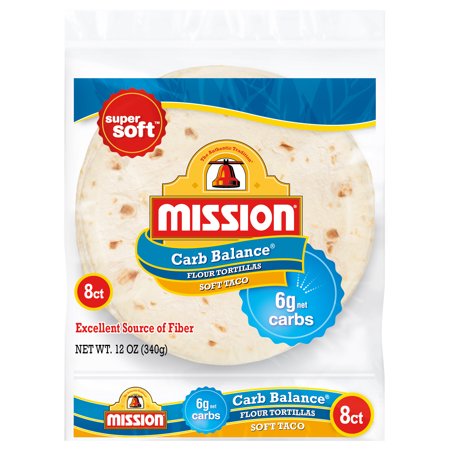 super
soft™
The Authentic Tradition®
MISSION®
Carb Balance®
FLOUR TORTILLAS
SOFT TACO
8ct
6g net
carbs
Excellent Source of Fiber
NET WT. 12 OZ (340g)
MISSION®
6g net
carbs
Carb Balance®
FLOUR TORTILLAS
SOFT TACO
8ct